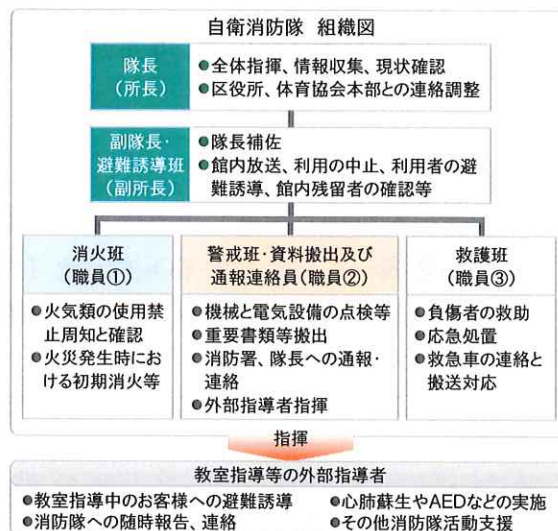 自衛消防隊 組織図
隊長
(所長)
●全体指揮、情報収集、現状確認
●区役所、体育協会本部との連絡調整
副隊長・
避難誘導班
(副所長)
●隊長補佐
●館内放送、利用の中止、利用者の避
難誘導、館内残留者の確認等
消火班
(職員①)
●火気類の使用禁
止周知と確認
●火災発生時にお
ける初期消火等
警戒班・資料搬出及び
通報連絡員(職員②)
●機械と電気設備の点検等
●重要書類等搬出
●消防署、隊長への通報・
連絡
●外部指導者指揮
救護班
(職員③)
●負傷者の救助
●応急処置
●救急車の連絡と
搬送対応
指揮
教室指導等の外部指導者
●教室指導中のお客様への避難誘導
●消防隊への随時報告、連絡
●心肺蘇生やAEDなどの実施
●その他消防隊活動支援